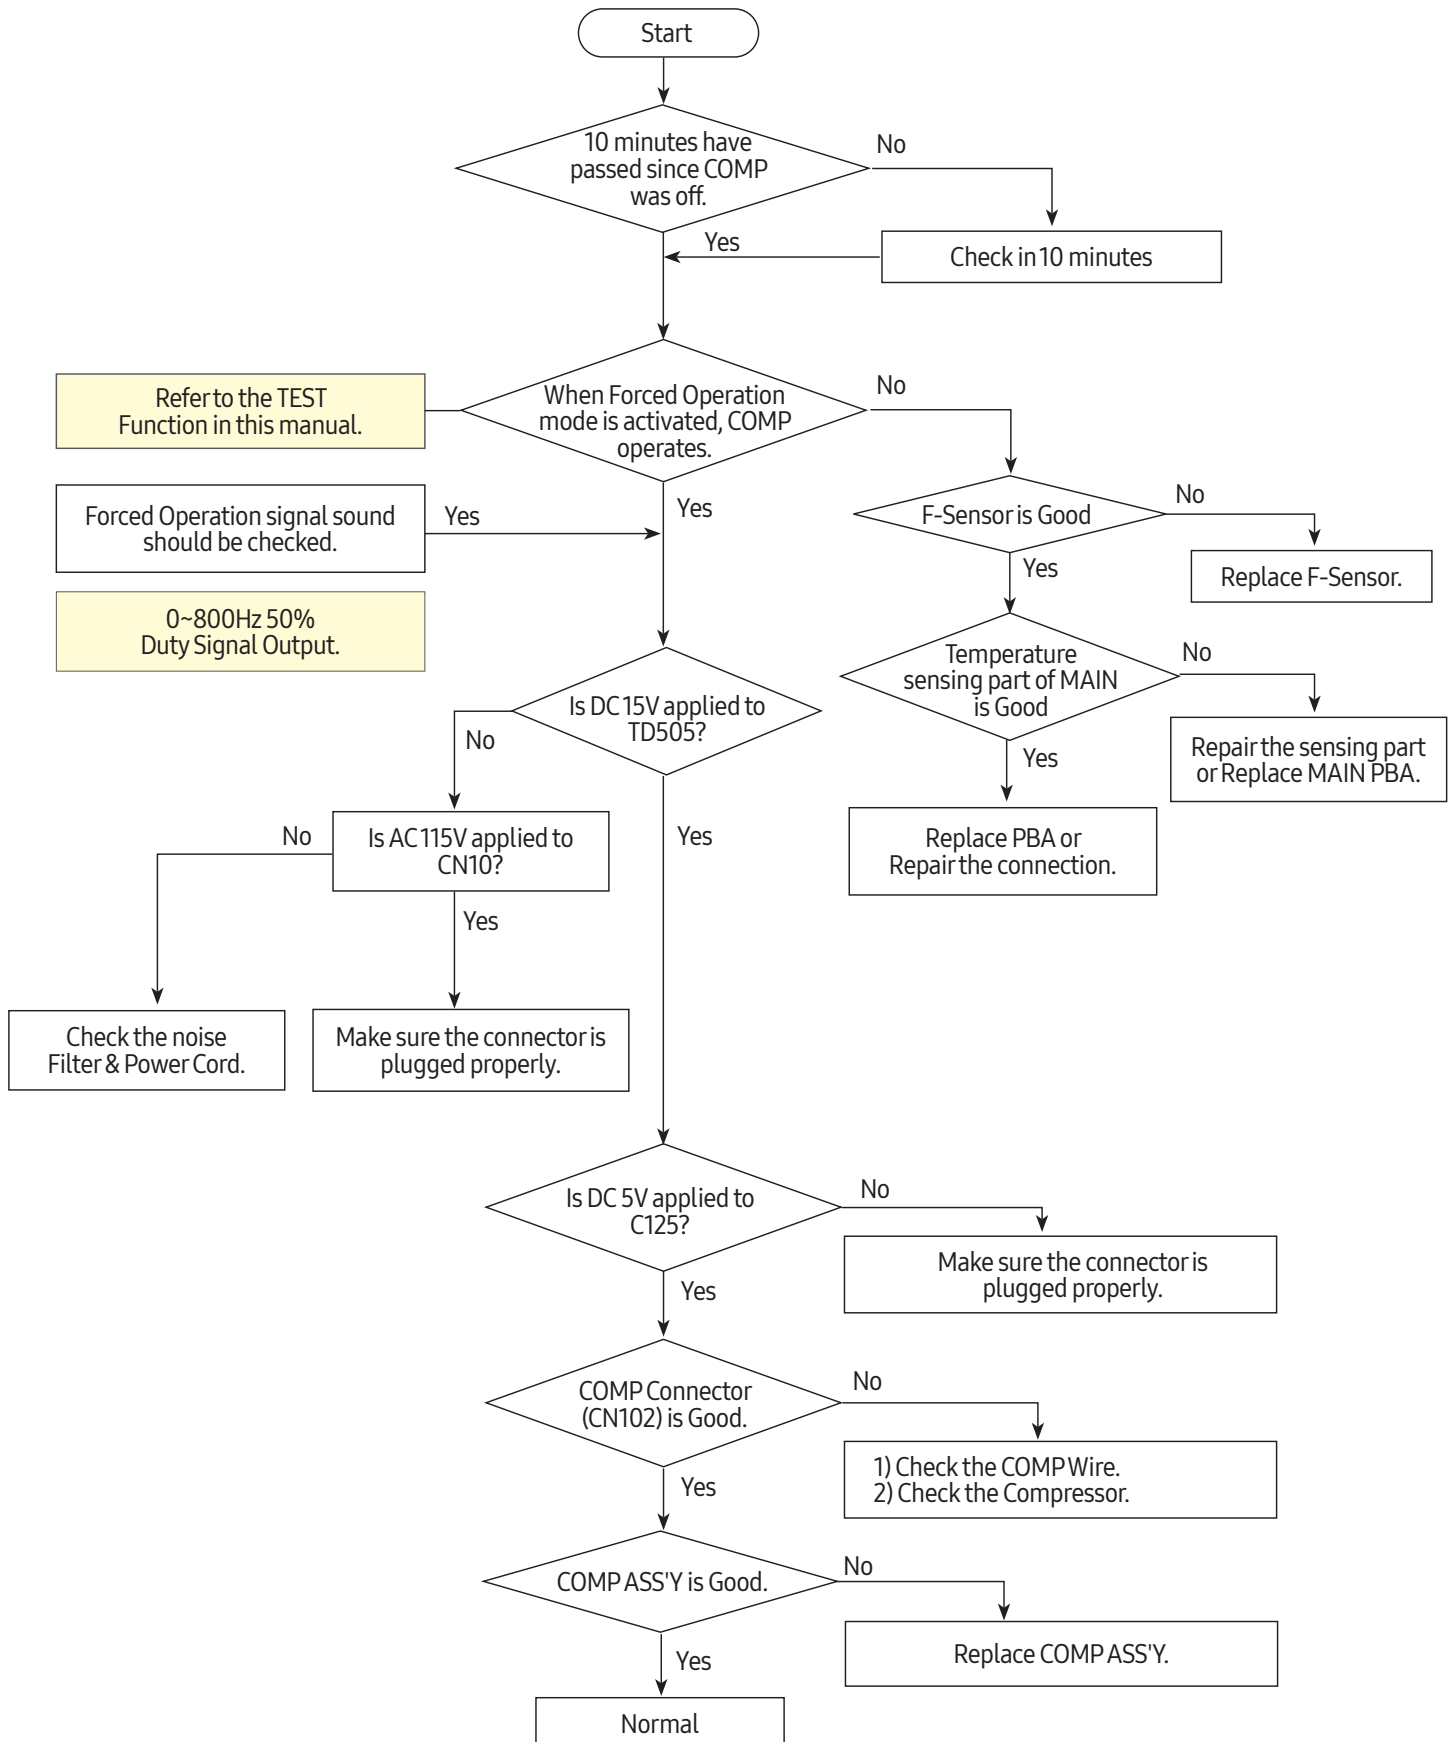 Start
10 minutes have
passed since COMP
was off.
No
Yes
Check in 10 minutes
Refer to the TEST
Function in this manual.
When Forced Operation
mode is activated, COMP
operates.
No
Yes
Forced Operation signal sound
should be checked.
Yes
F-Sensor is Good
No
Yes
Replace F-Sensor.
0~800Hz 50%
Duty Signal Output.
Temperature
sensing part of MAIN
is Good
No
Yes
Repair the sensing part
or Replace MAIN PBA.
Is DC 15V applied to
TD505?
No
Yes
Replace PBA or
Repair the connection.
Is AC 115V applied to
CN10?
No
Yes
Check the noise
Filter & Power Cord.
Make sure the connector is
plugged properly.
Is DC 5V applied to
C125?
No
Yes
Make sure the connector is
plugged properly.
COMP Connector
(CN102) is Good.
No
Yes
1) Check the COMP Wire.
2) Check the Compressor.
COMP ASS'Y is Good.
No
Yes
Replace COMP ASS'Y.
Normal